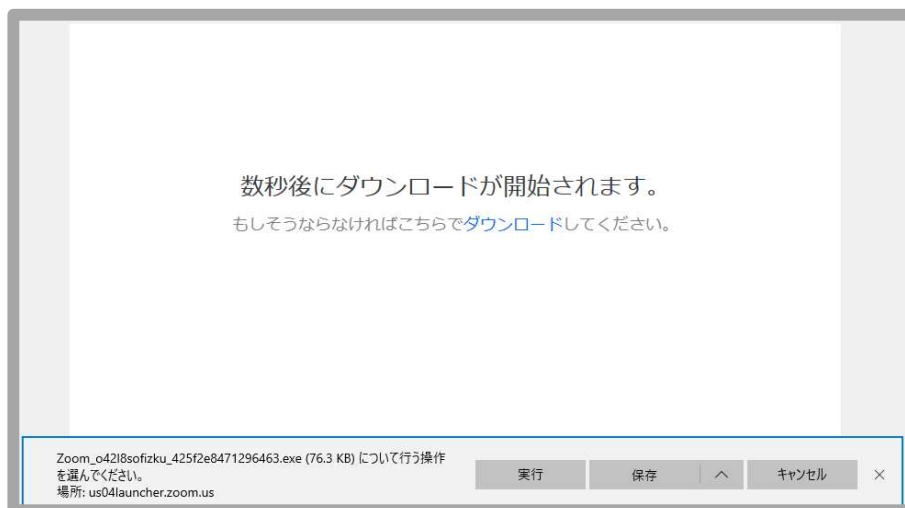 数秒後にダウンロードが開始されます。
もしそうならなければこちらでダウンロードしてください。
Zoom_o42l8sofizku_425f2e8471296463.exe (76.3 KB) について行う操作
を選んでください。
場所: us04launcher.zoom.us
実行
保存
キャンセル